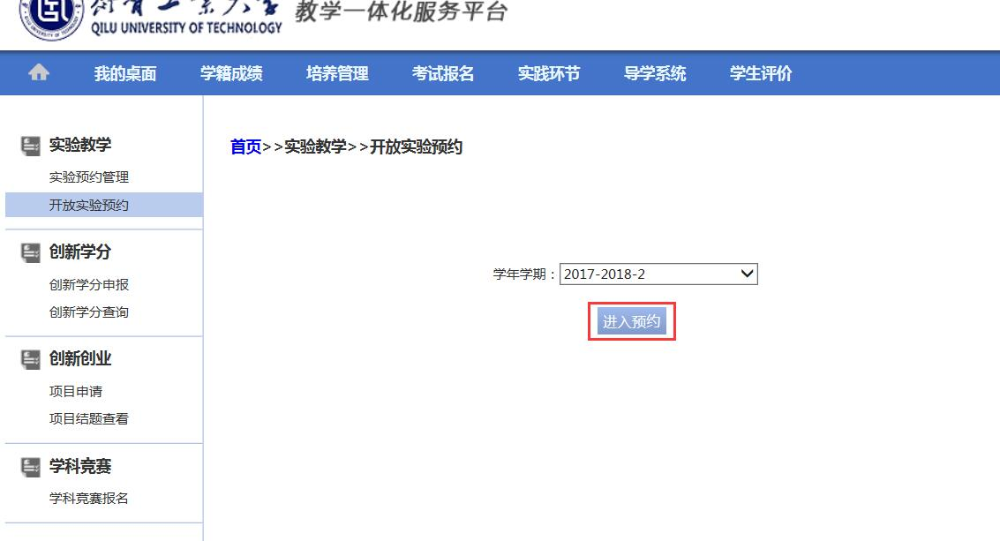 教学一体化服务平台
QILU UNIVERSITY OF TECHNOLOGY
我的桌面 学籍成绩 培养管理 考试报名 实践环节 导学系统 学生评价
实验教学
实验预约管理
开放实验预约
创新学分
创新学分申报
创新学分查询
创新创业
项目申请
项目结题查看
学科竞赛
学科竞赛报名
首页>>实验教学>>开放实验预约
学年学期：2017-2018-2
进入预约